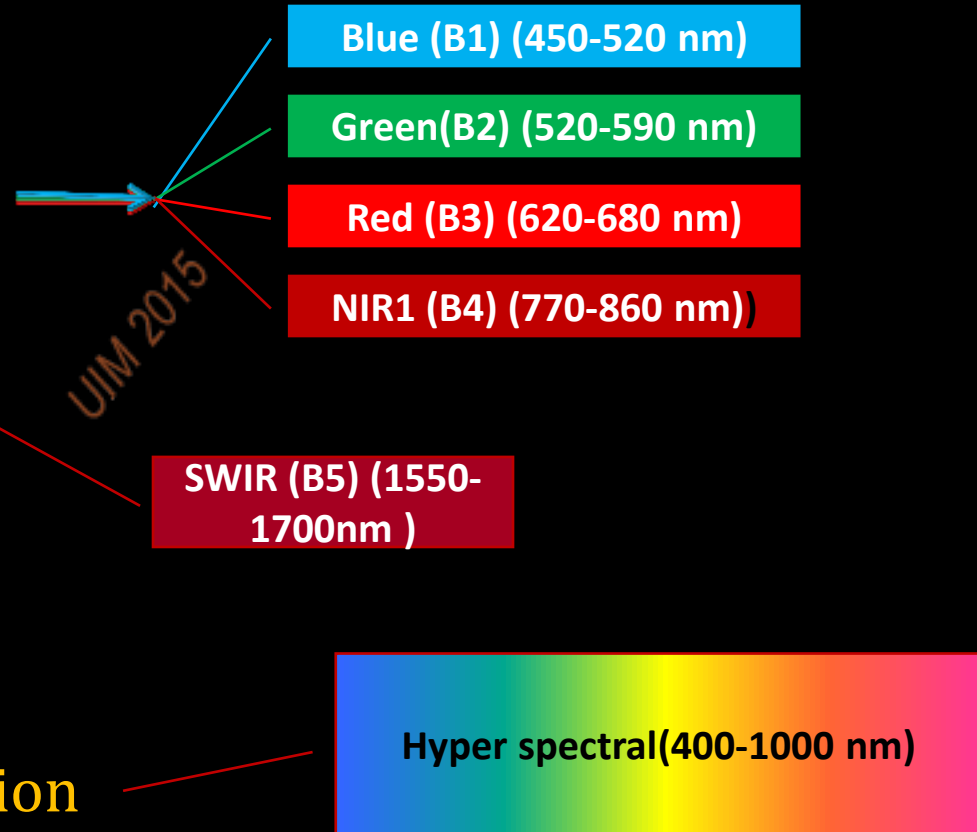 Blue (B1) (450-520 nm)
Green(B2) (520-590 nm)
Red (B3) (620-680 nm)
NIR1 (B4) (770-860 nm))
UJM 2015
SWIR (B5) (1550-
1700nm )
Hyper spectral(400-1000 nm)
ion